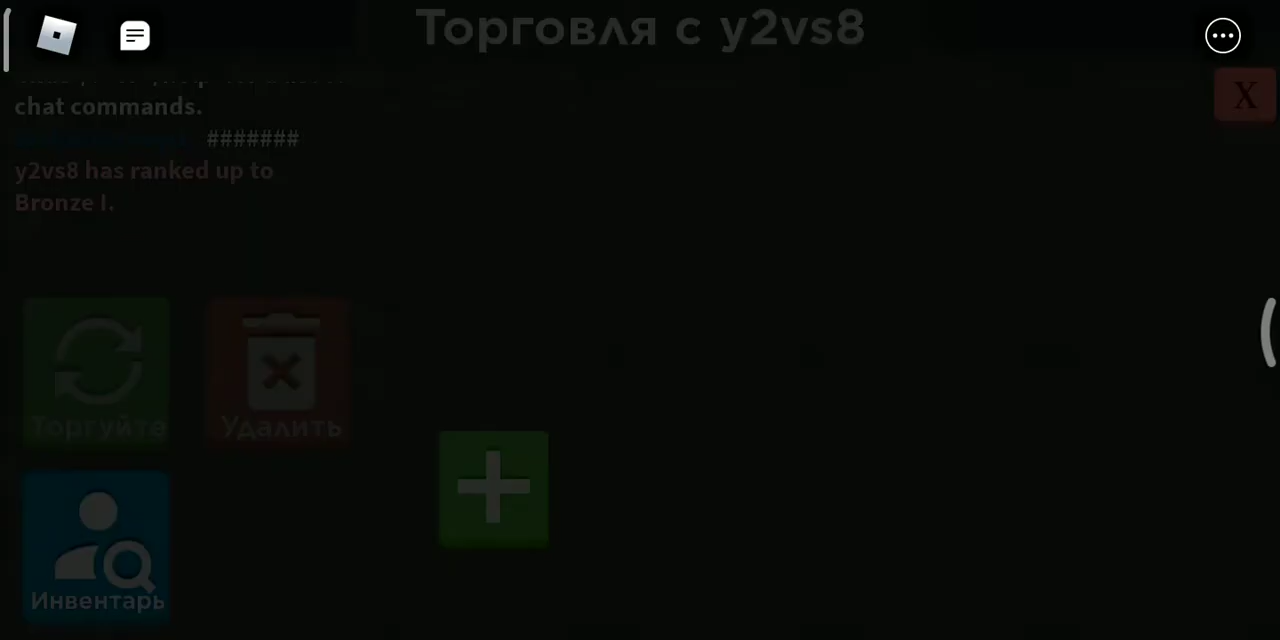 Торговля с y2vs8
X
chat commands.
#######
y2vs8 has ranked up to
Bronze I.
Торгуйте
Удалить
Инвентарь